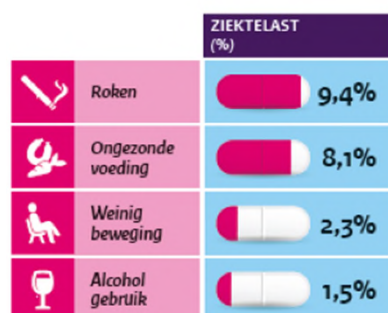 ZIEKTELAST
(%)
Roken
9,4%
Ongezonde
voeding
8,1%
Weinig
beweging
2,3%
Alcohol
gebruik
1,5%